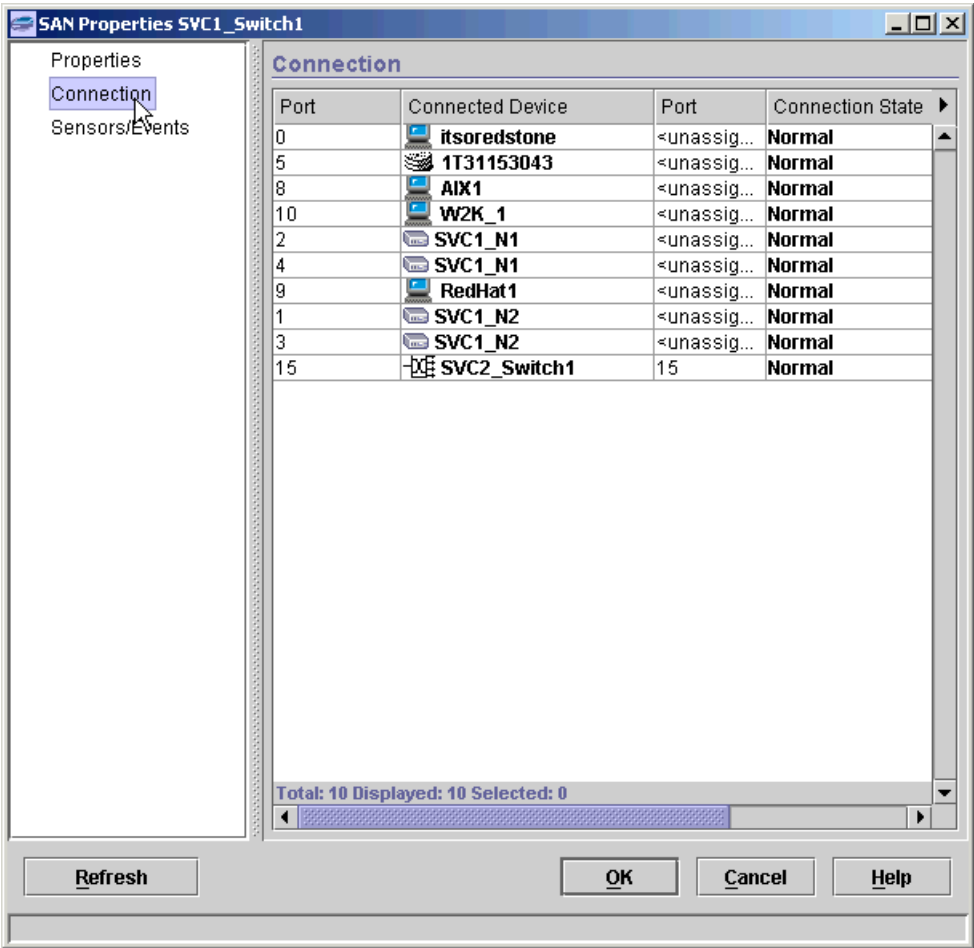 SAN Properties SVC1_Switch1
Properties
Connection
Sensors/Events
Connection
Port Connected Device Port Connection State
0 itsoredstone <unassig... Normal
5 1T31153043 <unassig... Normal
8 AIX1 <unassig... Normal
10 W2K_1 <unassig... Normal
2 SVC1_N1 <unassig... Normal
4 SVC1_N1 <unassig... Normal
9 RedHat1 <unassig... Normal
1 SVC1_N2 <unassig... Normal
3 SVC1_N2 <unassig... Normal
15 SVC2_Switch1 15 Normal
Total: 10 Displayed: 10 Selected: 0
Refresh OK Cancel Help